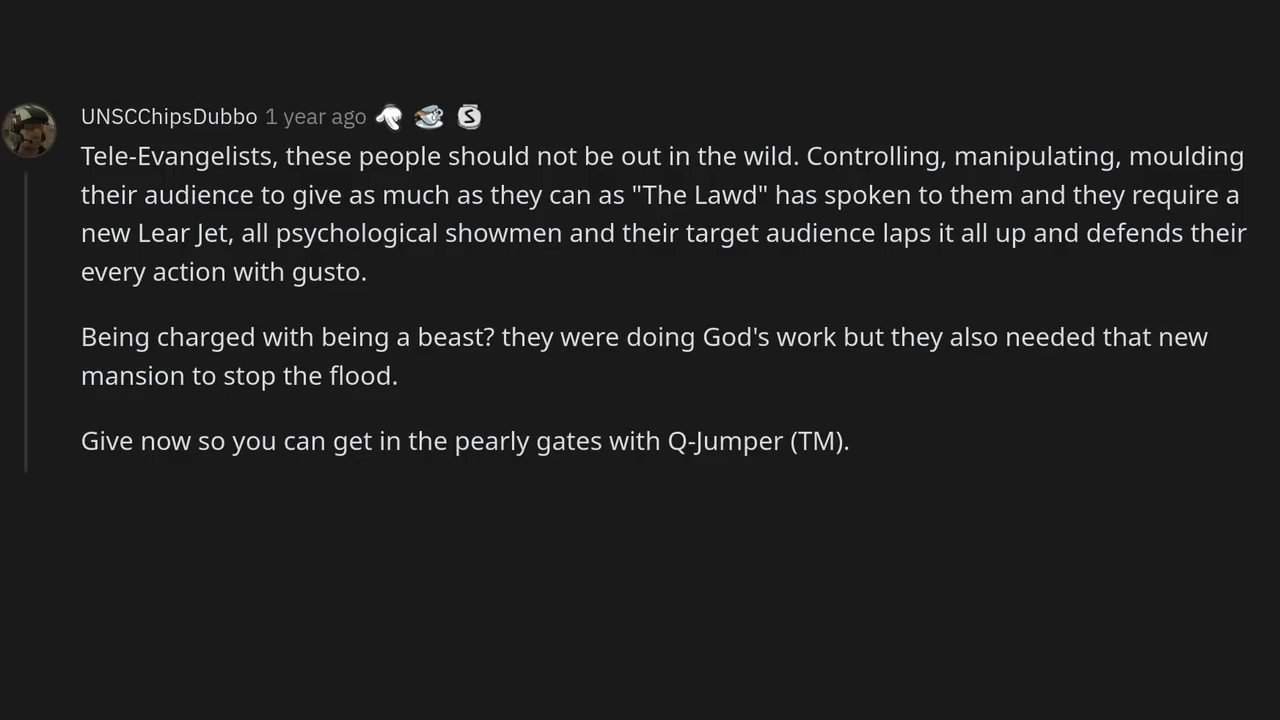 UNSCChipsDubbo 1 year ago
Tele-Evangelists, these people should not be out in the wild. Controlling, manipulating, moulding
their audience to give as much as they can as "The Lawd" has spoken to them and they require a
new Lear Jet, all psychological showmen and their target audience laps it all up and defends their
every action with gusto.
Being charged with being a beast? they were doing God's work but they also needed that new
mansion to stop the flood.
Give now so you can get in the pearly gates with Q-Jumper (TM).